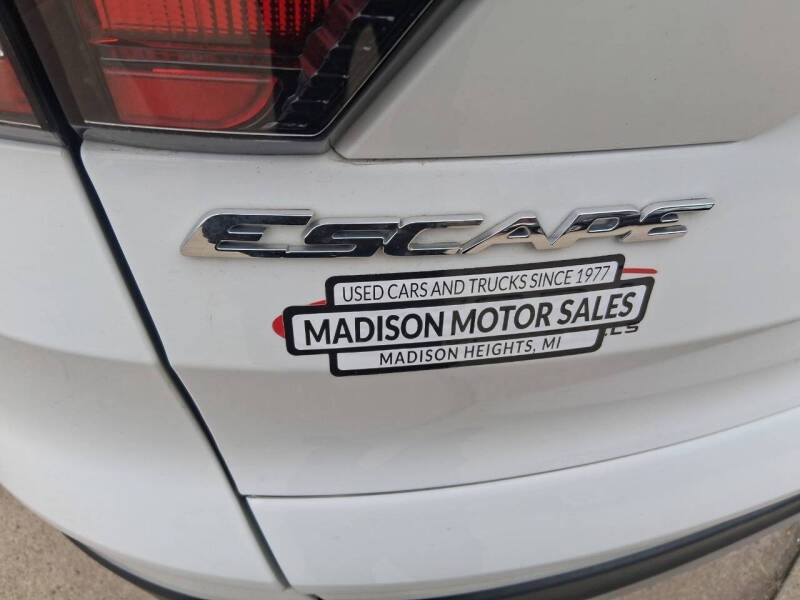 ESCAPE
USED CARS AND TRUCKS SINCE 1977
MADISON MOTOR SALES
MADISON HEIGHTS, MI